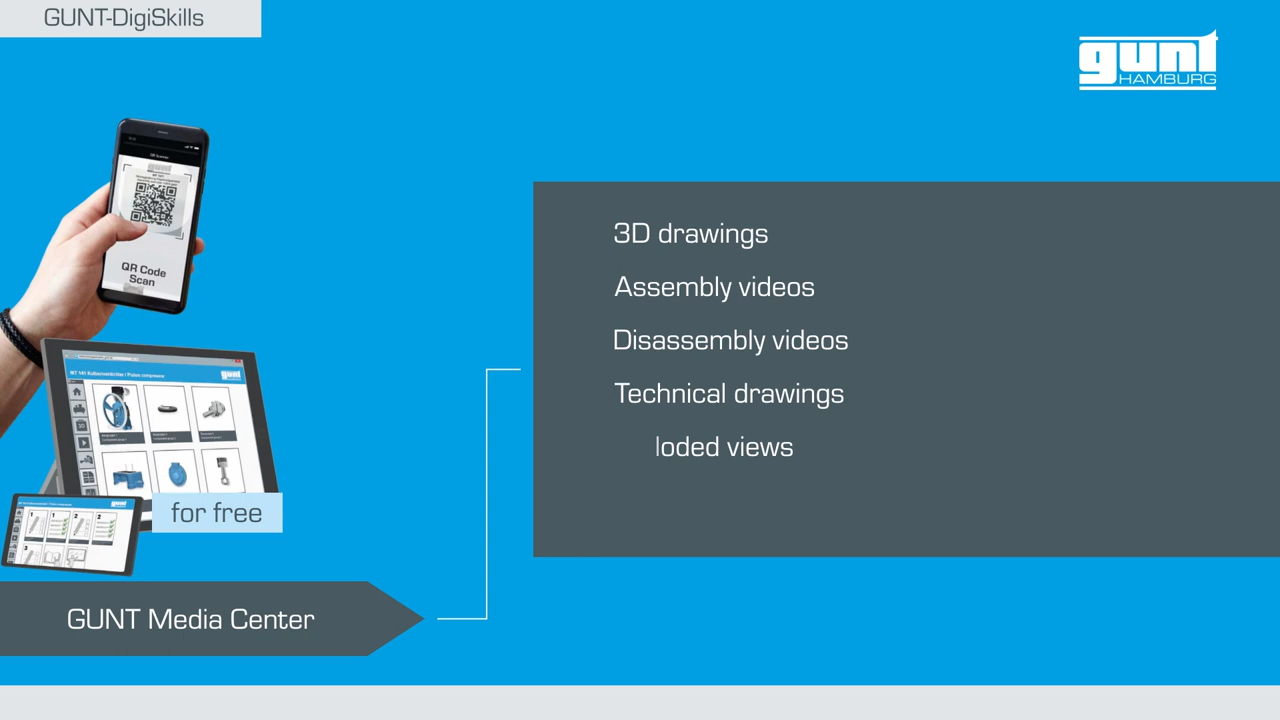 GUNT-DigiSkills
gunt
HAMBURG
3D drawings
Assembly videos
Disassembly videos
Technical drawings
loded views
QR Code
Scan
for free
GUNT Media Center